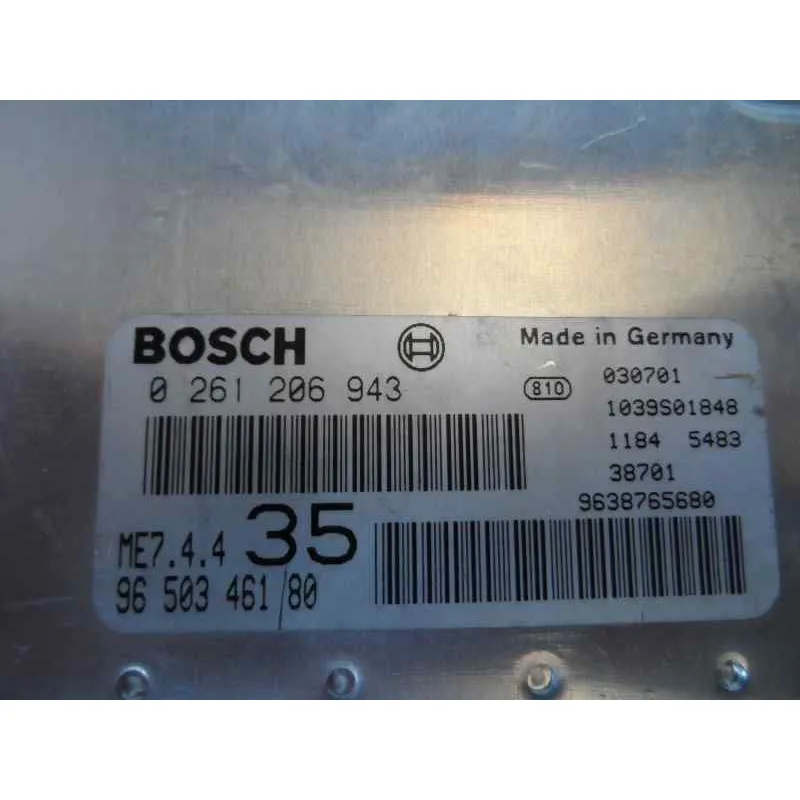 BOSCH
Made in Germany
0 261 206 943
810
030701
1039S01848
1184 5483
38701
9638765680
ME7.4.4 35
96 503 461 80